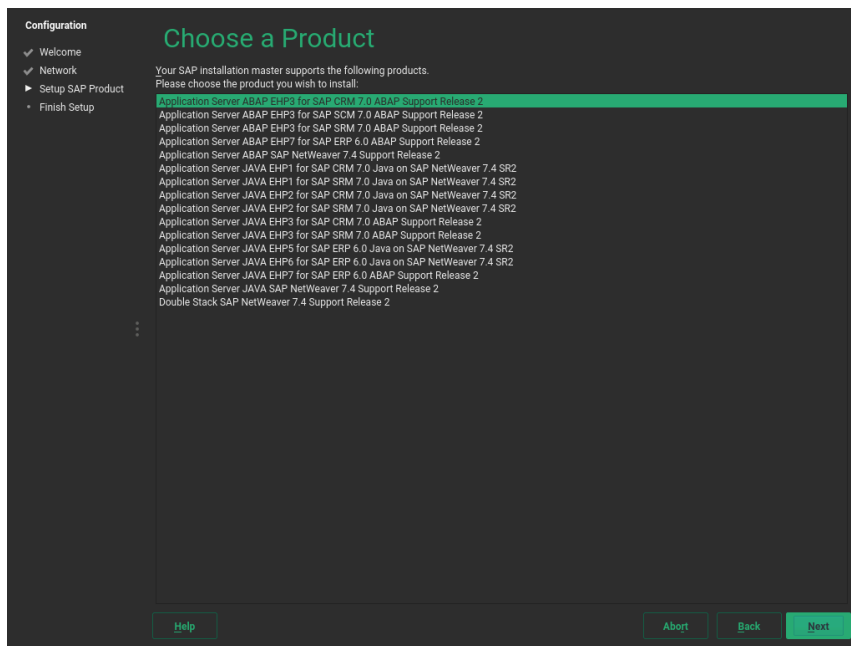 Configuration
Welcome
Network
Setup SAP Product
Finish Setup
Choose a Product
Your SAP installation master supports the following products.
Please choose the product you wish to install:
Application Server ABAP EHP3 for SAP CRM 7.0 ABAP Support Release 2
Application Server ABAP EHP3 for SAP SCM 7.0 ABAP Support Release 2
Application Server ABAP EHP3 for SAP SRM 7.0 ABAP Support Release 2
Application Server ABAP EHP7 for SAP ERP 6.0 ABAP Support Release 2
Application Server ABAP SAP NetWeaver 7.4 Support Release 2
Application Server JAVA EHP1 for SAP CRM 7.0 Java on SAP NetWeaver 7.4 SR2
Application Server JAVA EHP1 for SAP SRM 7.0 Java on SAP NetWeaver 7.4 SR2
Application Server JAVA EHP2 for SAP CRM 7.0 Java on SAP NetWeaver 7.4 SR2
Application Server JAVA EHP2 for SAP SRM 7.0 Java on SAP NetWeaver 7.4 SR2
Application Server JAVA EHP3 for SAP CRM 7.0 ABAP Support Release 2
Application Server JAVA EHP3 for SAP SRM 7.0 ABAP Support Release 2
Application Server JAVA EHP5 for SAP ERP 6.0 Java on SAP NetWeaver 7.4 SR2
Application Server JAVA EHP6 for SAP ERP 6.0 Java on SAP NetWeaver 7.4 SR2
Application Server JAVA EHP7 for SAP ERP 6.0 ABAP Support Release 2
Application Server JAVA SAP NetWeaver 7.4 Support Release 2
Double Stack SAP NetWeaver 7.4 Support Release 2
Help
Abort
Back
Next